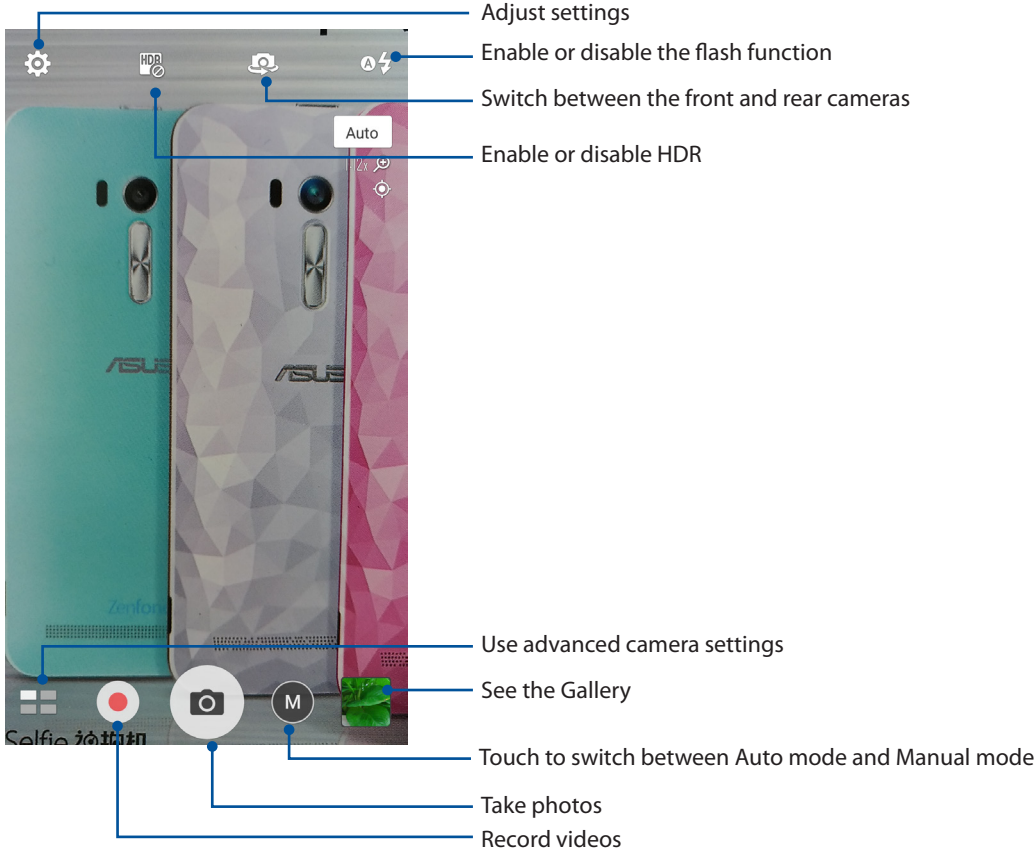 Adjust settings
Enable or disable the flash function
HDR
A
Switch between the front and rear cameras
Auto
Enable or disable HDR
ASUS
Zenfone
Use advanced camera settings
See the Gallery
M
Selfie
Touch to switch between Auto mode and Manual mode
Take photos
Record videos